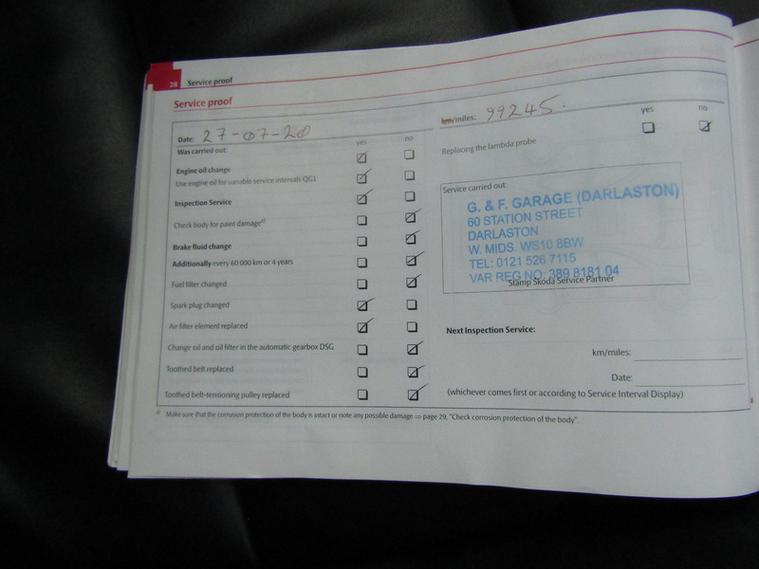 28 Service proof
Service proof
Date: 27-07-20
km/miles: 99245.
yes no
Was carried out:
yes no
Engine oil change
Use engine oil for variable service intervals QG1
Inspection Service
Check body for paint damage a)
Brake fluid change
Additionally every 60 000 km or 4 years
Fuel filter changed
Spark plug changed
Air filter element replaced
Change oil and oil filter in the automatic gearbox DSG
Toothed belt replaced
Toothed belt-tensioning pulley replaced
Replacing the lambda probe
Service carried out:
G. & F. GARAGE (DARLASTON)
60 STATION STREET
DARLASTON
W. MIDS. WS10 8BW
TEL: 0121 526 7115
VAR REG NO: 389 8181 04
Stamp Škoda Service Partner
Next Inspection Service:
km/miles:
Date:
(whichever comes first or according to Service Interval Display)
a) Make sure that the corrosion protection of the body is intact or note any possible damage ⇒ page 29, "Check corrosion protection of the body".